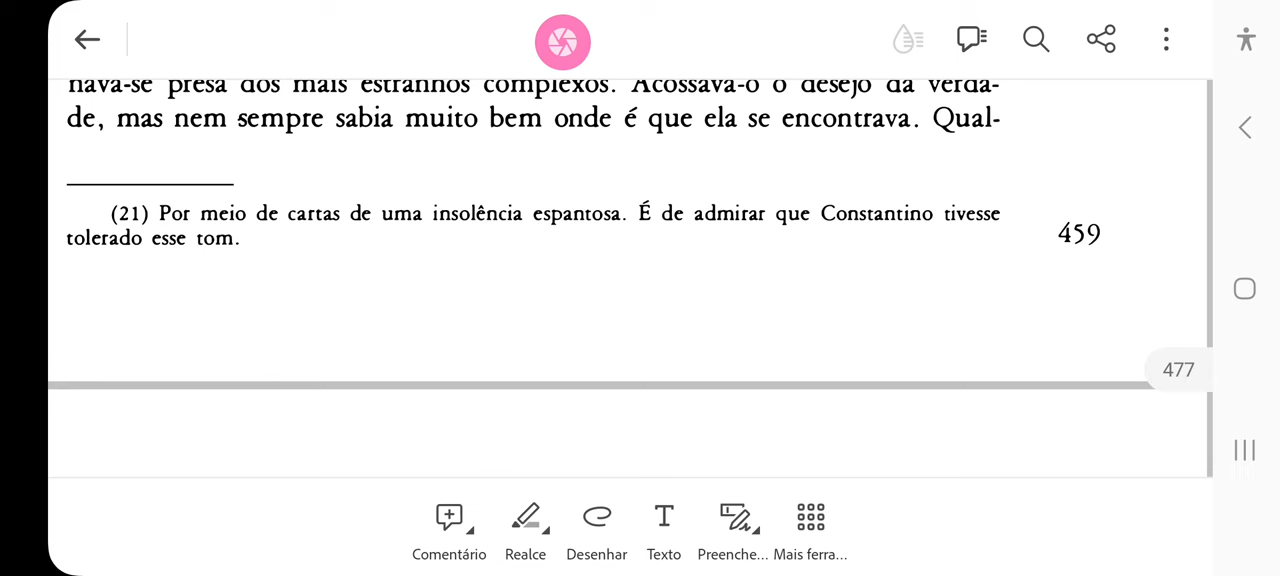 nava-se presa dos mais estranhos complexos. Acossava-o o desejo da verda-
de, mas nem sempre sabia muito bem onde é que ela se encontrava. Qual-
(21) Por meio de cartas de uma insolência espantosa. É de admirar que Constantino tivesse
tolerado esse tom.
459
477
Comentário Realce Desenhar Texto Preenche... Mais ferra...